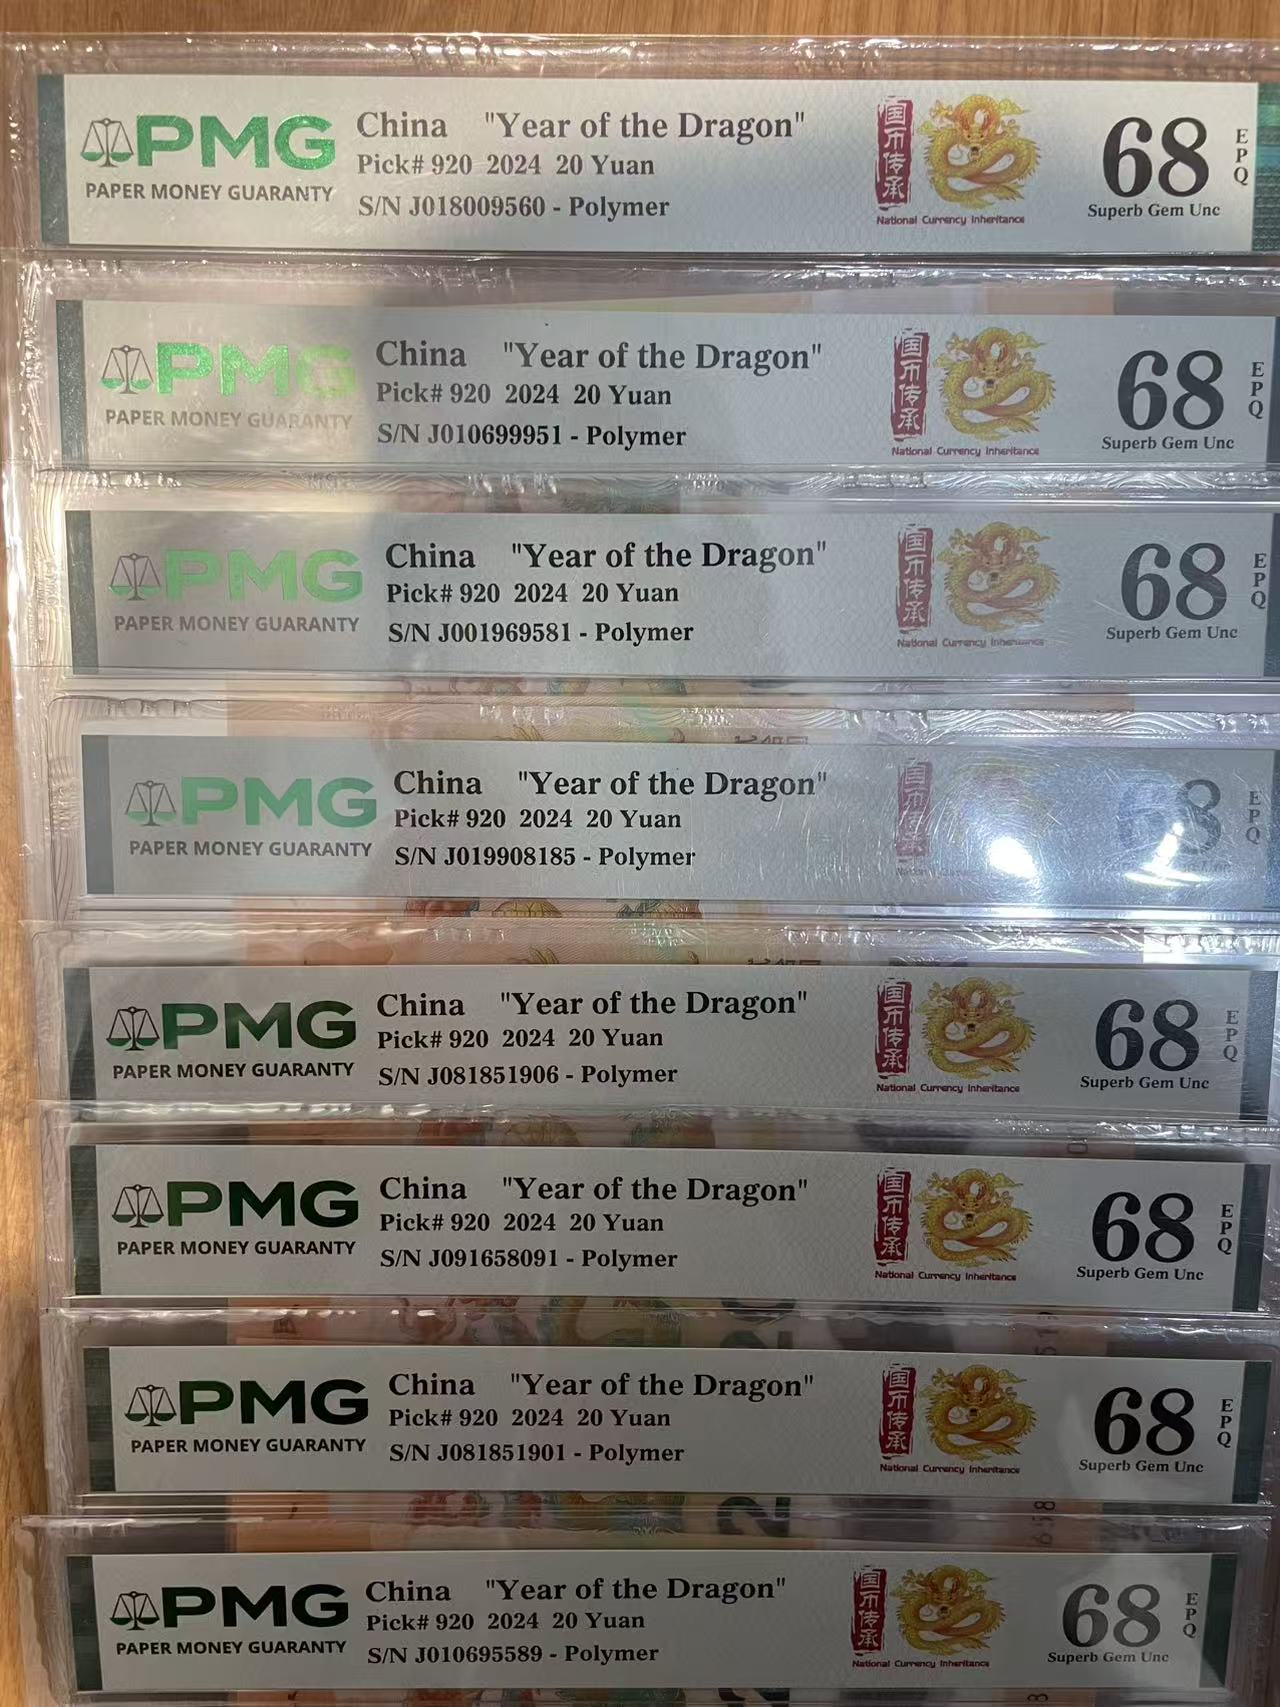 PMG
PAPER MONEY GUARANTY
China "Year of the Dragon"
Pick# 920 2024 20 Yuan
S/N J018009560 - Polymer
国币传承
National Currency Inheritance
68
Superb Gem Unc
EPQ
PMG
PAPER MONEY GUARANTY
China "Year of the Dragon"
Pick# 920 2024 20 Yuan
S/N J010699951 - Polymer
国币传承
National Currency Inheritance
68
Superb Gem Unc
EPQ
PMG
PAPER MONEY GUARANTY
China "Year of the Dragon"
Pick# 920 2024 20 Yuan
S/N J001969581 - Polymer
国币传承
National Currency Inheritance
68
Superb Gem Unc
EPQ
PMG
PAPER MONEY GUARANTY
China "Year of the Dragon"
Pick# 920 2024 20 Yuan
S/N J019908185 - Polymer
国币传承
68
EPQ
PMG
PAPER MONEY GUARANTY
China "Year of the Dragon"
Pick# 920 2024 20 Yuan
S/N J081851906 - Polymer
国币传承
National Currency Inheritance
68
Superb Gem Unc
EPQ
PMG
PAPER MONEY GUARANTY
China "Year of the Dragon"
Pick# 920 2024 20 Yuan
S/N J091658091 - Polymer
国币传承
National Currency Inheritance
68
Superb Gem Unc
EPQ
PMG
PAPER MONEY GUARANTY
China "Year of the Dragon"
Pick# 920 2024 20 Yuan
S/N J081851901 - Polymer
国币传承
National Currency Inheritance
68
Superb Gem Unc
EPQ
PMG
PAPER MONEY GUARANTY
China "Year of the Dragon"
Pick# 920 2024 20 Yuan
S/N J010695589 - Polymer
国币传承
National Currency Inheritance
68
Superb Gem Unc
EPQ